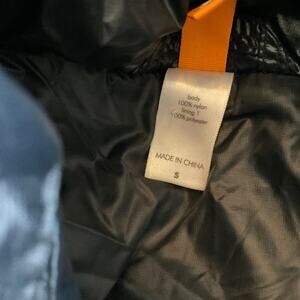 body
100% nylon
lining 1
100% polyester
MADE IN CHINA
S